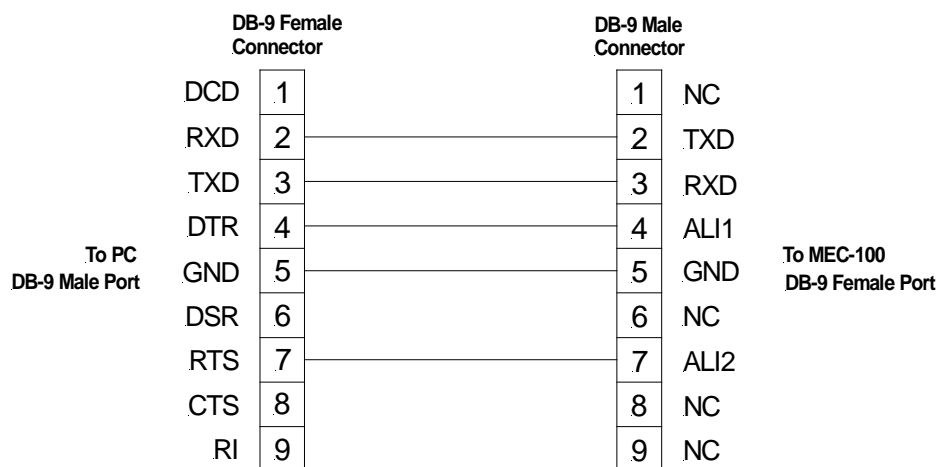 DB-9 Female
Connector
DB-9 Male
Connector
DCD 1 1 NC
RXD 2 2 TXD
TXD 3 3 RXD
DTR 4 4 ALI1
To PC
DB-9 Male Port
GND 5 5 GND
To MEC-100
DB-9 Female Port
DSR 6 6 NC
RTS 7 7 ALI2
CTS 8 8 NC
RI 9 9 NC